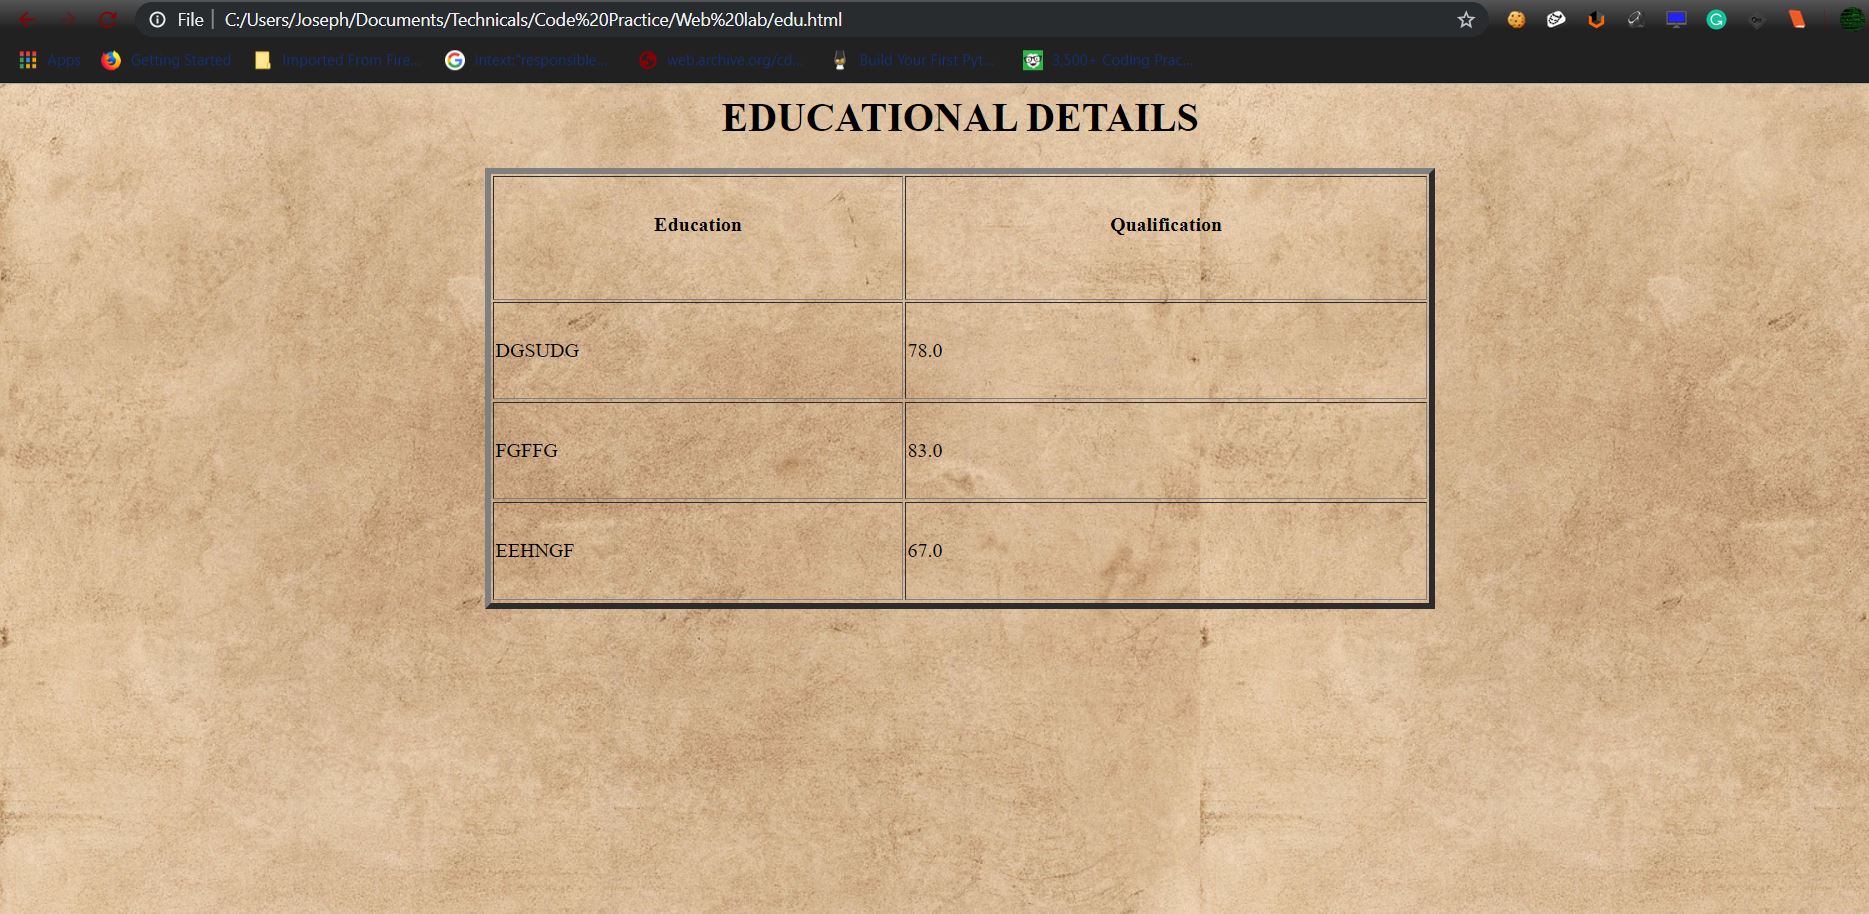 File | C:/Users/Joseph/Documents/Technicals/Code%20Practice/Web%20lab/edu.html
Apps Getting Started Imported From Fire... intext:"responsible... web.archive.org/cd... Build Your First Pyt... 3,500+ Coding Prac...
EDUCATIONAL DETAILS
Education Qualification
DGSUDG 78.0
FGFFG 83.0
EEHNGF 67.0